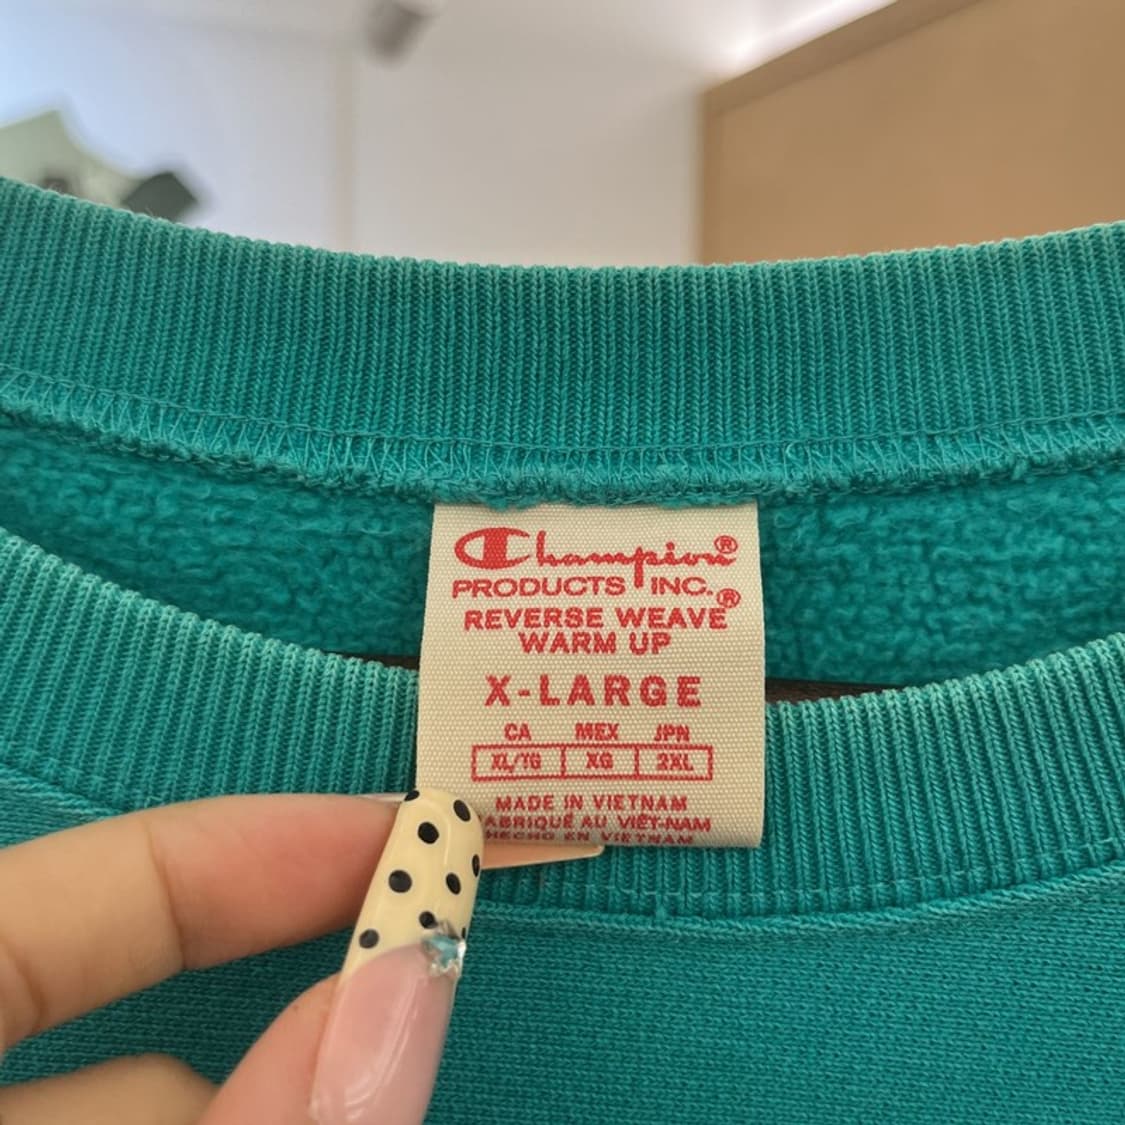 Champion®
PRODUCTS INC.
REVERSE WEAVE®
WARM UP
X-LARGE
CA MEX JPN
XL/TG XG 2XL
MADE IN VIETNAM
FABRIQUÉ AU VIÊT-NAM
HECHO EN VIETNAM